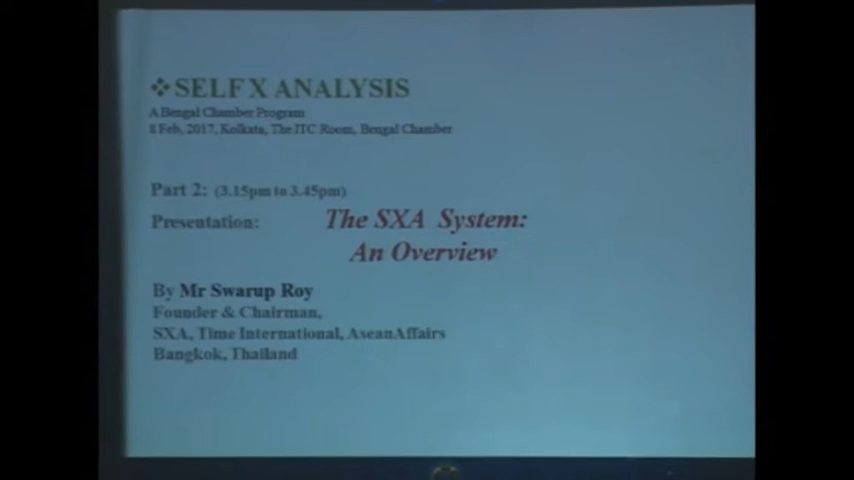 ❖SELF X ANALYSIS
A Bengal Chamber Program
8 Feb, 2017, Kolkata, The ITC Room, Bengal Chamber
Part 2: (3.15pm to 3.45pm)
Presentation: The SXA System:
An Overview
By Mr Swarup Roy
Founder & Chairman,
SXA, Time International, AseanAffairs
Bangkok, Thailand